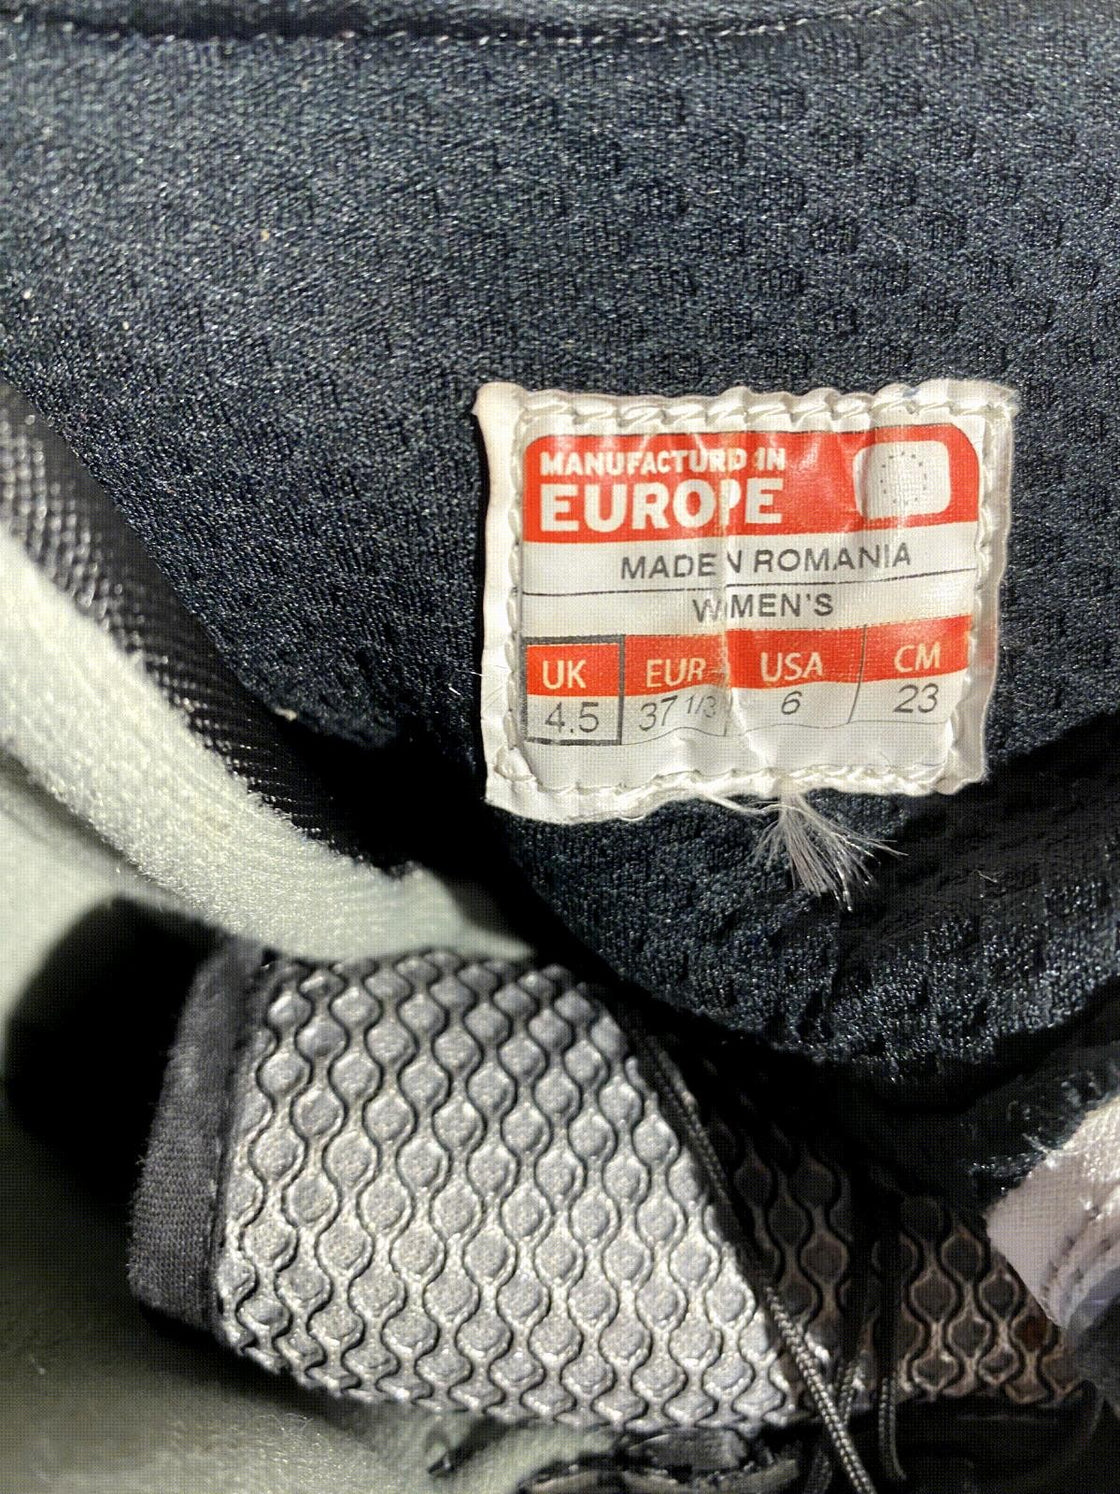 MANUFACTURD IN
EUROPE
MADE N ROMANIA
WMEN'S
UK EUR USA CM
4.5 37 1/3 6 23